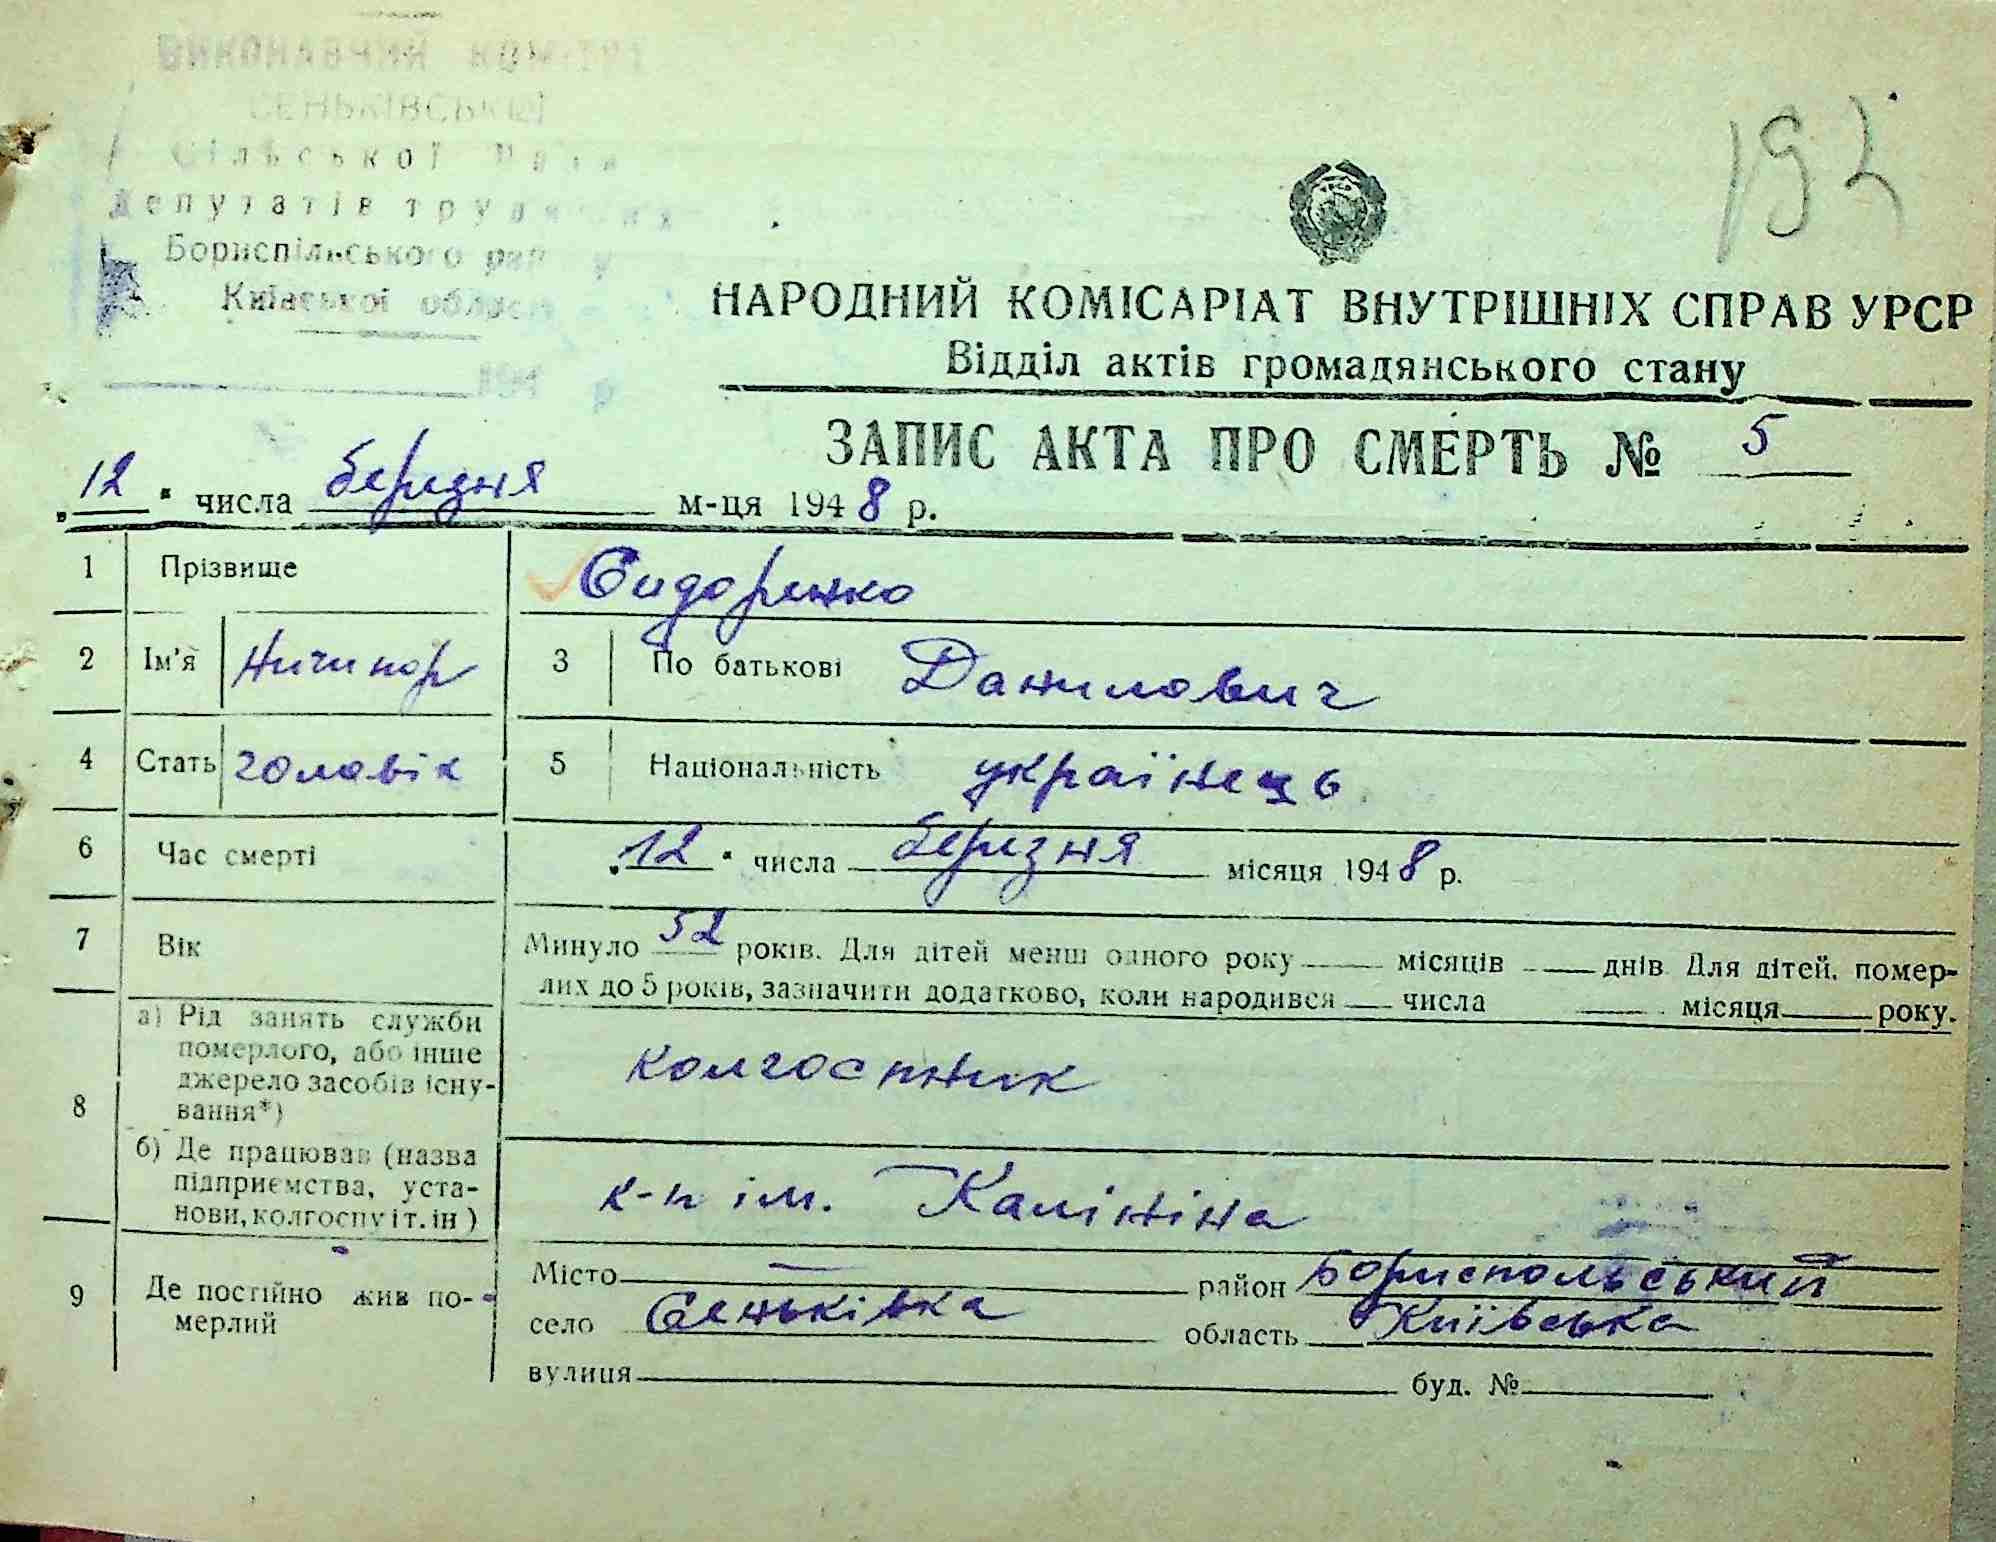 ВИКОНАВЧИЙ КОМІТЕТ
СЕНЬКІВСЬКОЇ
Сільської Ради
Депутатів трудящих
Бориспільського району
Київської області
194 р
192
НАРОДНИЙ КОМІСАРІАТ ВНУТРІШНІХ СПРАВ УРСР
Відділ актів громадянського стану
ЗАПИС АКТА ПРО СМЕРТЬ № 5
„12“ числа березня м-ця 1948 р.
1 Прізвище Сидоренко
2 Ім'я Ничипор 3 По батькові Данилович
4 Стать чоловік 5 Національність українець
6 Час смерті „12“ числа березня місяця 1948 р.
7 Вік Минуло 52 років. Для дітей менш одного року — місяців — днів Для дітей, помер-
лих до 5 років, зазначити додатково, коли народився — числа — місяця — року.
8 а) Рід занять служби
померлого, або інше
джерело засобів існу-
вання*)
колгоспник
б) Де працював (назва
підприємства, уста-
нови, колгоспу і т. ін)
к-п ім. Калініна
9 Де постійно жив по-
мерлий
Місто — район Бориспольський
село Сеньківка область Київська
вулиця буд. №